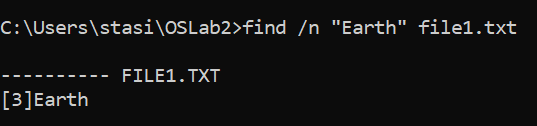 C:\Users\stasi\OSLab2>find /n "Earth" file1.txt
---------- FILE1.TXT
[3]Earth